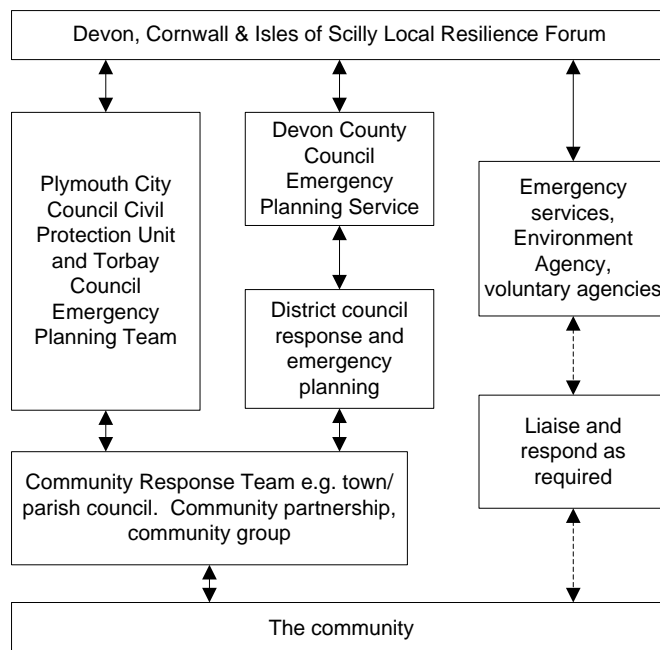 Devon, Cornwall & Isles of Scilly Local Resilience Forum
Plymouth City
Council Civil
Protection Unit
and Torbay
Council
Emergency
Planning Team
Devon County
Council
Emergency
Planning Service
Emergency
services,
Environment
Agency,
voluntary agencies
District council
response and
emergency
planning
Liaise and
respond as
required
Community Response Team e.g. town/
parish council.  Community partnership,
community group
The community